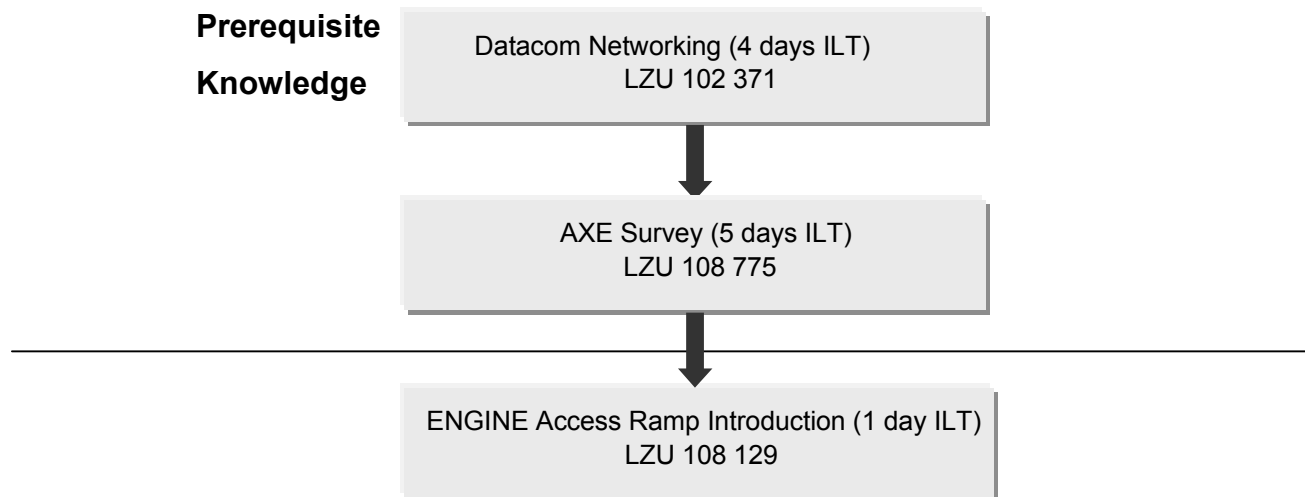 Prerequisite
Knowledge
Datacom Networking (4 days ILT)
LZU 102 371
AXE Survey (5 days ILT)
LZU 108 775
ENGINE Access Ramp Introduction (1 day ILT)
LZU 108 129